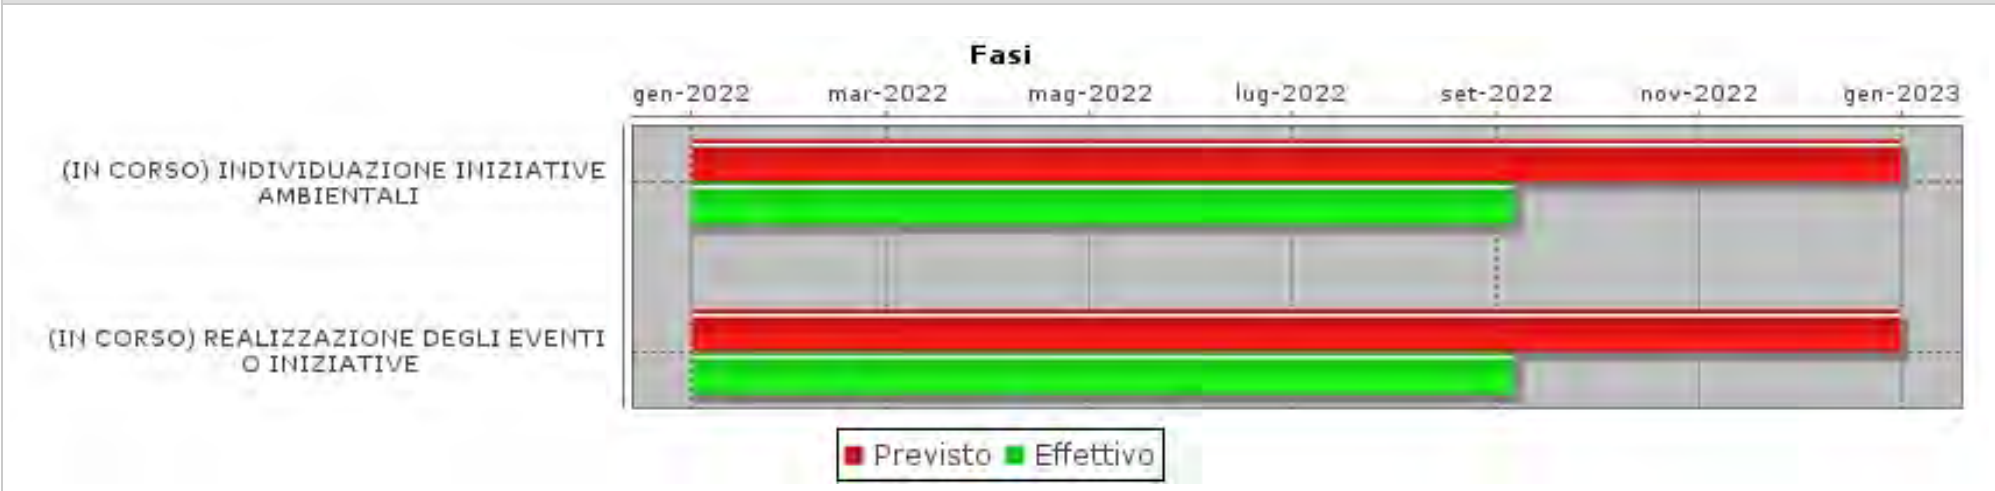 Fasi
gen-2022 mar-2022 mag-2022 lug-2022 set-2022 nov-2022 gen-2023
(IN CORSO) INDIVIDUAZIONE INIZIATIVE
AMBIENTALI
(IN CORSO) REALIZZAZIONE DEGLI EVENTI
O INIZIATIVE
Previsto Effettivo